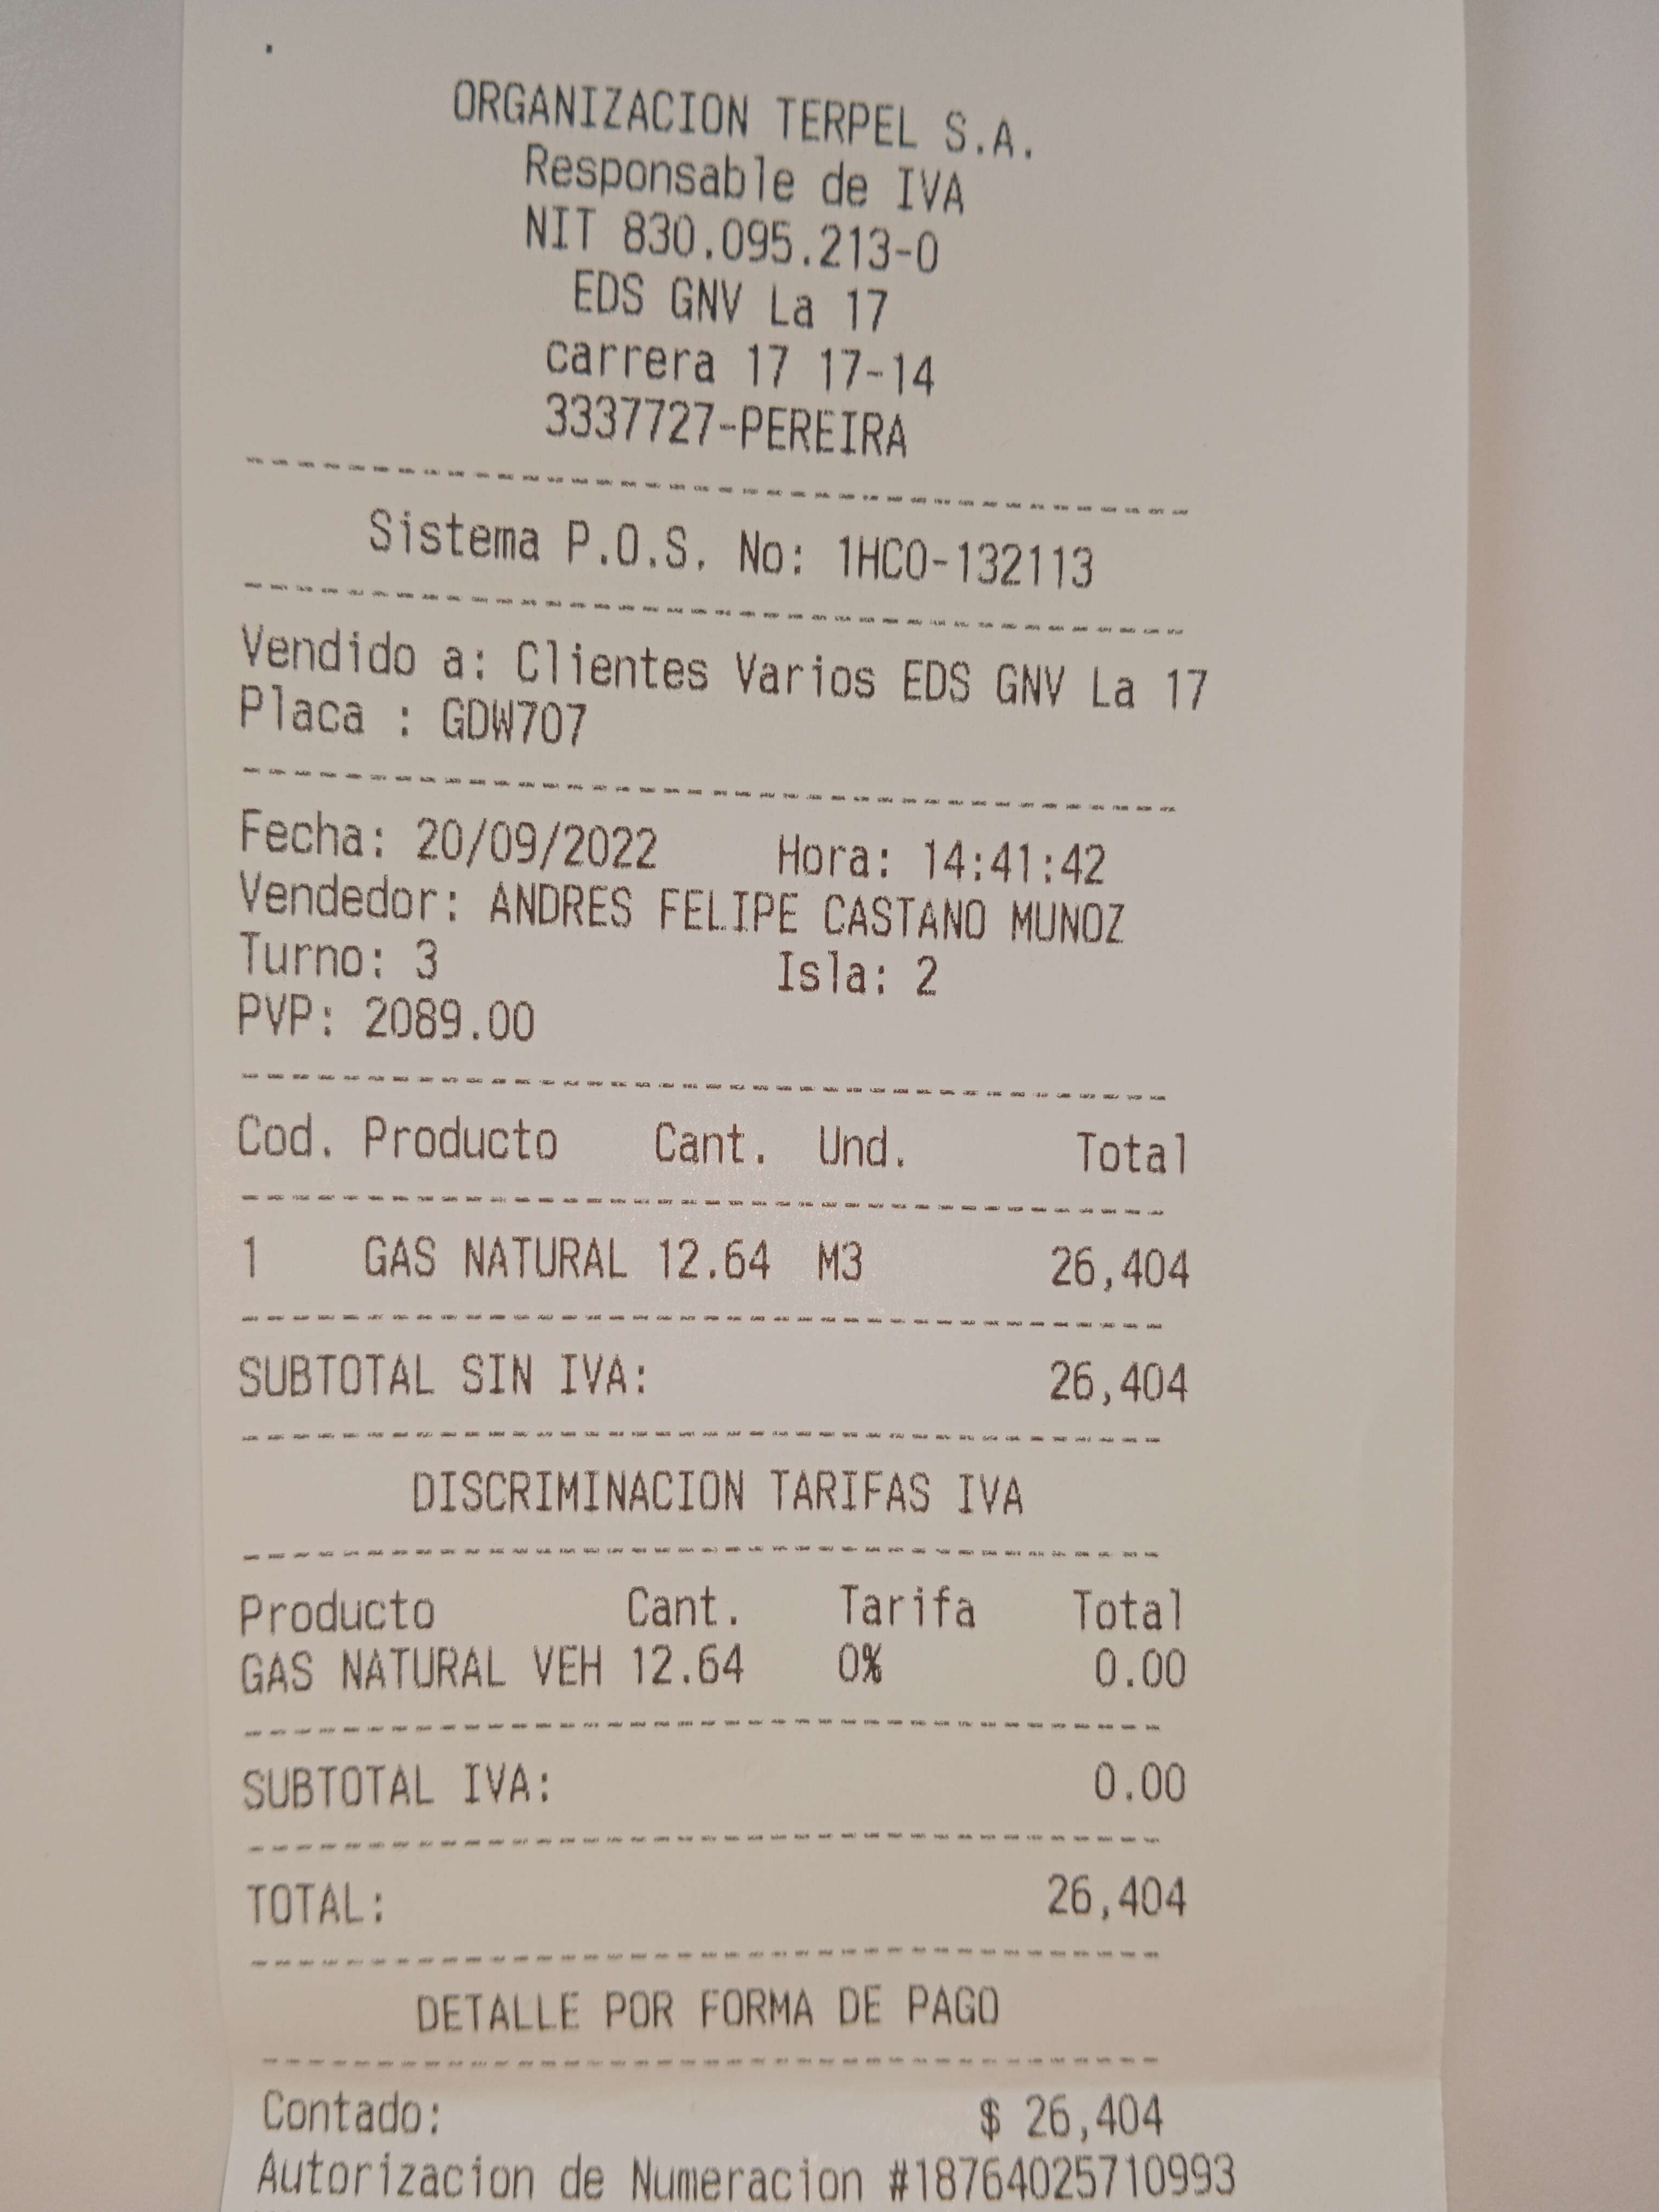 ORGANIZACION TERPEL S.A.
Responsable de IVA
NIT 830.095.213-0
EDS GNV La 17
carrera 17 17-14
3337727-PEREIRA
Sistema P.O.S. No: 1HC0-132113
Vendido a: Clientes Varios EDS GNV La 17
Placa : GDW707
Fecha: 20/09/2022 Hora: 14:41:42
Vendedor: ANDRES FELIPE CASTANO MUNOZ
Turno: 3 Isla: 2
PVP: 2089.00
Cod. Producto Cant. Und. Total
1 GAS NATURAL 12.64 M3 26,404
SUBTOTAL SIN IVA: 26,404
DISCRIMINACION TARIFAS IVA
Producto Cant. Tarifa Total
GAS NATURAL VEH 12.64 0% 0.00
SUBTOTAL IVA: 0.00
TOTAL: 26,404
DETALLE POR FORMA DE PAGO
Contado: $ 26,404
Autorizacion de Numeracion #18764025710993